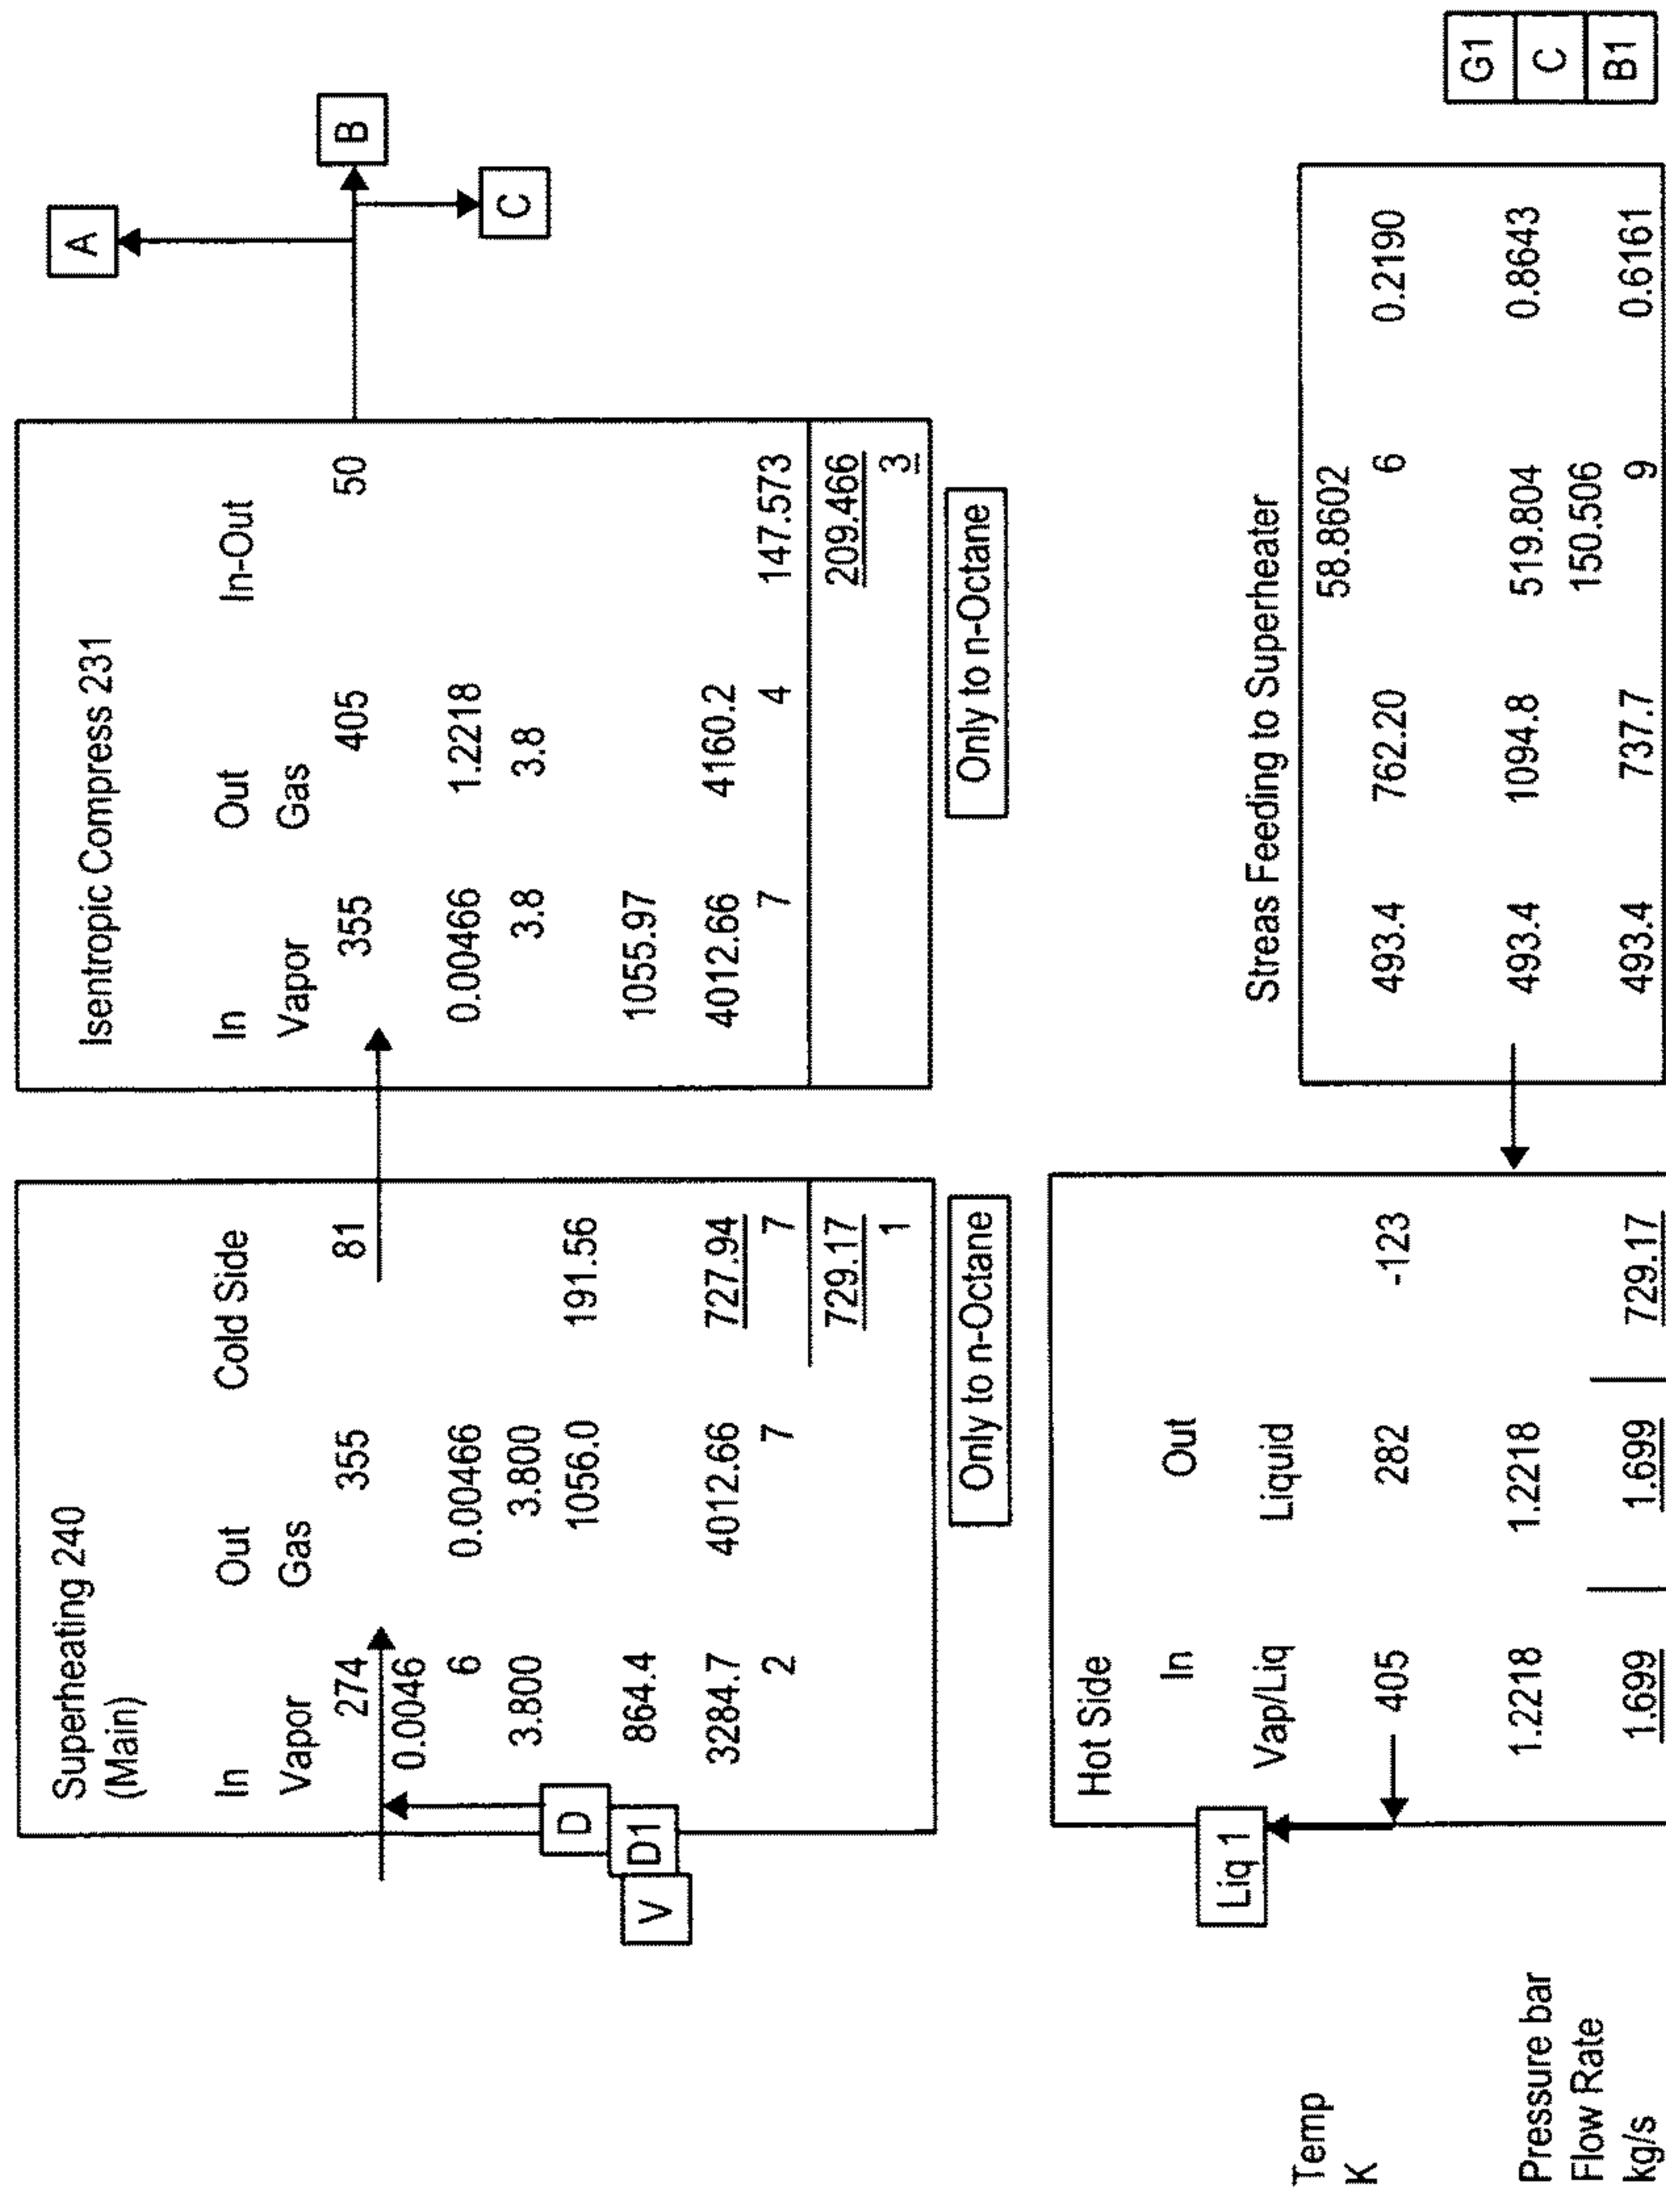 Superheating 240
(Main)
In Out Cold Side
Vapor Gas
274 355 81
0.0046
6 0.00466
3.800 3.800
1056.0 191.56
864.4
3284.7 4012.66 727.94
2 7 7
729.17
1
D
D1
V
Only to n-Octane
Isentropic Compress 231
In Out In-Out
Vapor Gas
355 405 50
0.00466 1.2218
3.8 3.8
1055.97
4012.66 4160.2
7 4 147.573
209.466
3
Only to n-Octane
A
B
C
Liq 1
Hot Side
In Out
Vap/Liq Liquid
Temp
K
405 282 -123
Pressure bar
1.2218 1.2218
Flow Rate
kg/s
1.699 1.699 729.17
Streas Feeding to Superheater
58.8602
493.4 762.20 6 0.2190
493.4 1094.8 519.804 0.8643
150.506
493.4 737.7 9 0.6161
G1
C
B1